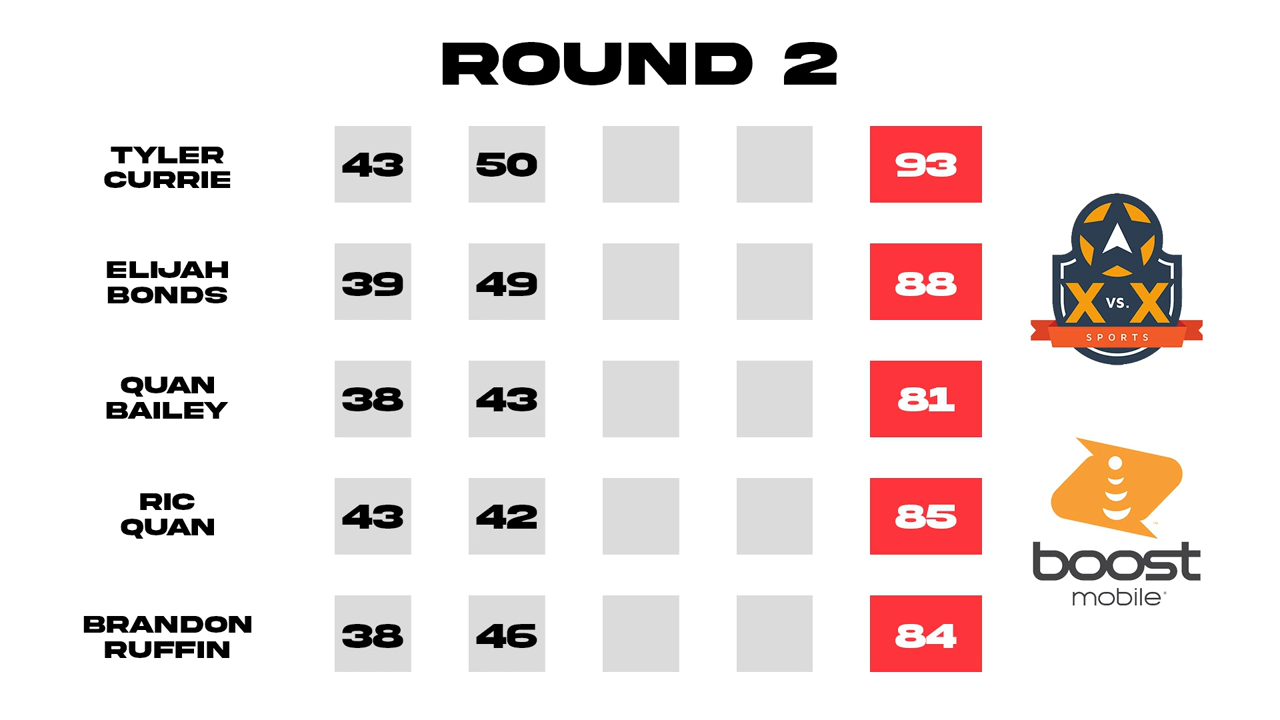 ROUND 2
TYLER
CURRIE
43 50 93
ELIJAH
BONDS
39 49 88
QUAN
BAILEY
38 43 81
RIC
QUAN
43 42 85
BRANDON
RUFFIN
38 46 84
X VS. X
SPORTS
boost
mobile